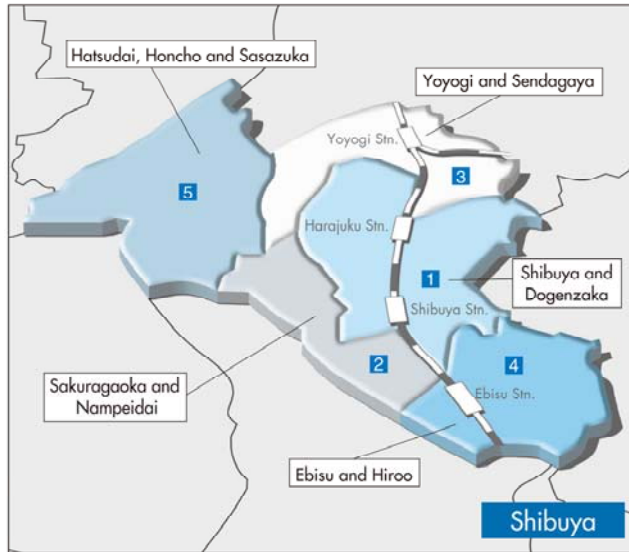 Hatsudai, Honcho and Sasazuka
Yoyogi and Sendagaya
Yoyogi Stn.
3
5
Harajuku Stn.
1
Shibuya and
Dogenzaka
Shibuya Stn.
2
4
Sakuragaoka and
Nampeidai
Ebisu Stn.
Ebisu and Hiroo
Shibuya